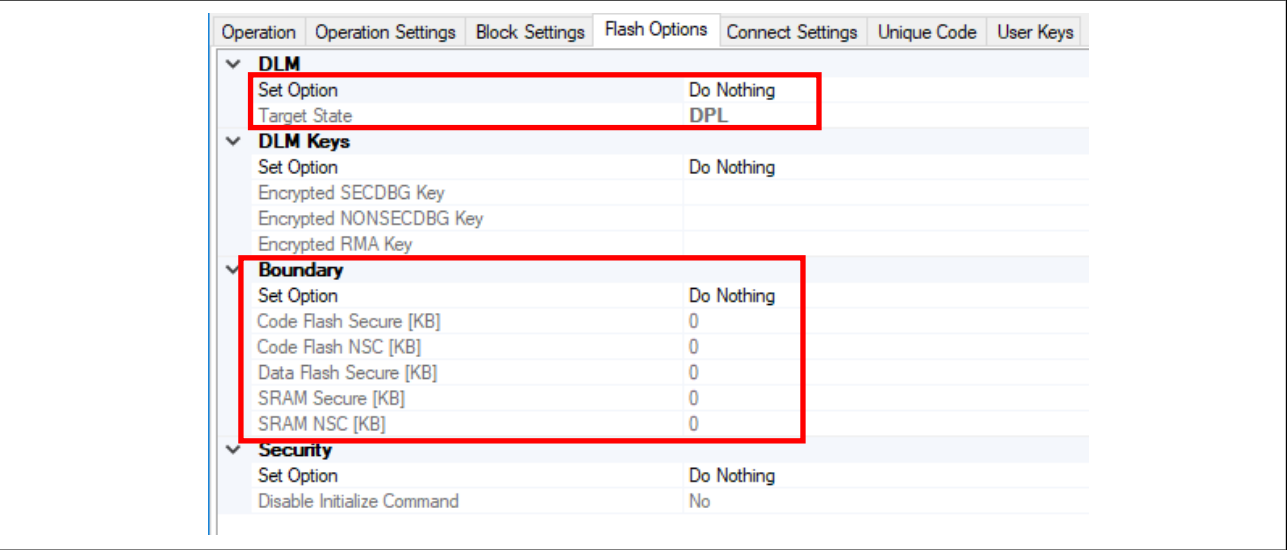 Operation Operation Settings Block Settings Flash Options Connect Settings Unique Code User Keys
DLM
Set Option Do Nothing
Target State DPL
DLM Keys
Set Option Do Nothing
Encrypted SECDBG Key
Encrypted NONSECDBG Key
Encrypted RMA Key
Boundary
Set Option Do Nothing
Code Flash Secure [KB] 0
Code Flash NSC [KB] 0
Data Flash Secure [KB] 0
SRAM Secure [KB] 0
SRAM NSC [KB] 0
Security
Set Option Do Nothing
Disable Initialize Command No